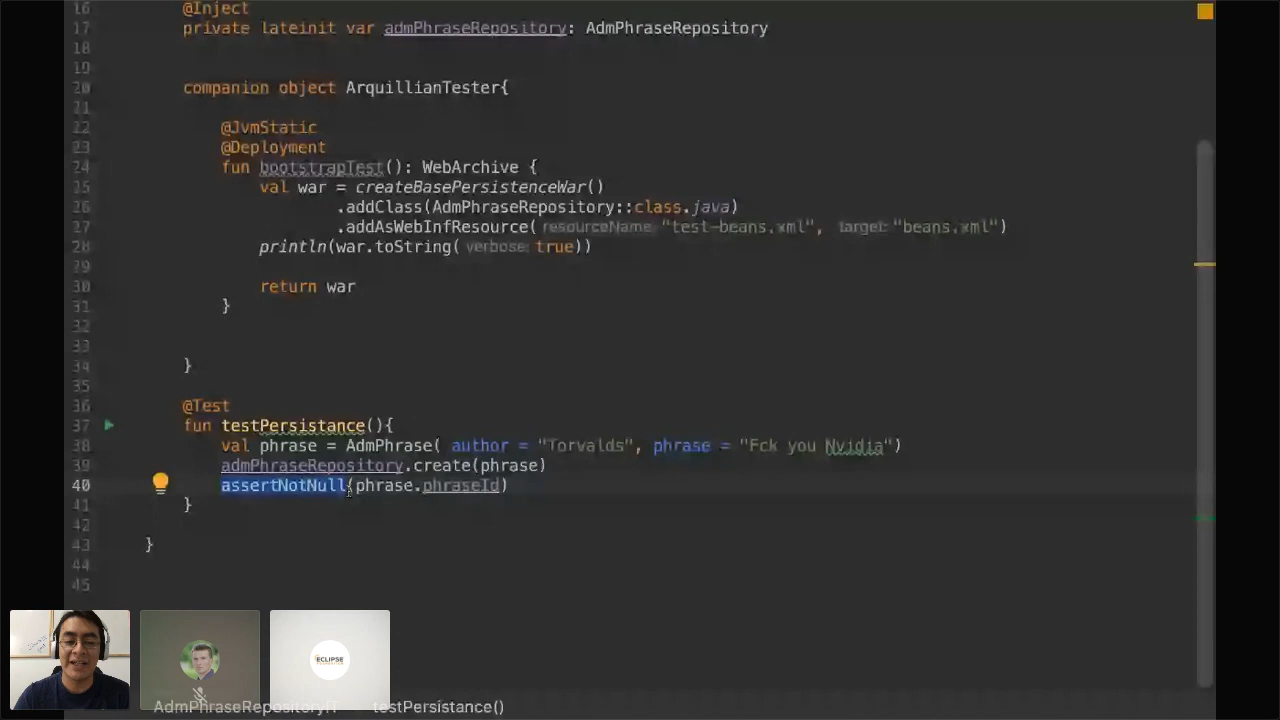 16 @Inject
17 private lateinit var admPhraseRepository: AdmPhraseRepository
18
19
20 companion object ArquillianTester{
21
22 @JvmStatic
23 @Deployment
24 fun bootstrapTest(): WebArchive {
25 val war = createBasePersistenceWar()
26 .addClass(AdmPhraseRepository::class.java)
27 .addAsWebInfResource( resourceName: "test-beans.xml", target: "beans.xml")
28 println(war.toString( verbose: true))
29
30 return war
31 }
32
33
34 }
35
36 @Test
37 fun testPersistance(){
38 val phrase = AdmPhrase( author = "Torvalds", phrase = "Fck you Nvidia")
39 admPhraseRepository.create(phrase)
40 assertNotNull(phrase.phraseId)
41 }
42
43 }
44
45
ECLIPSE
AdmPhraseRepositoryIT testPersistance()